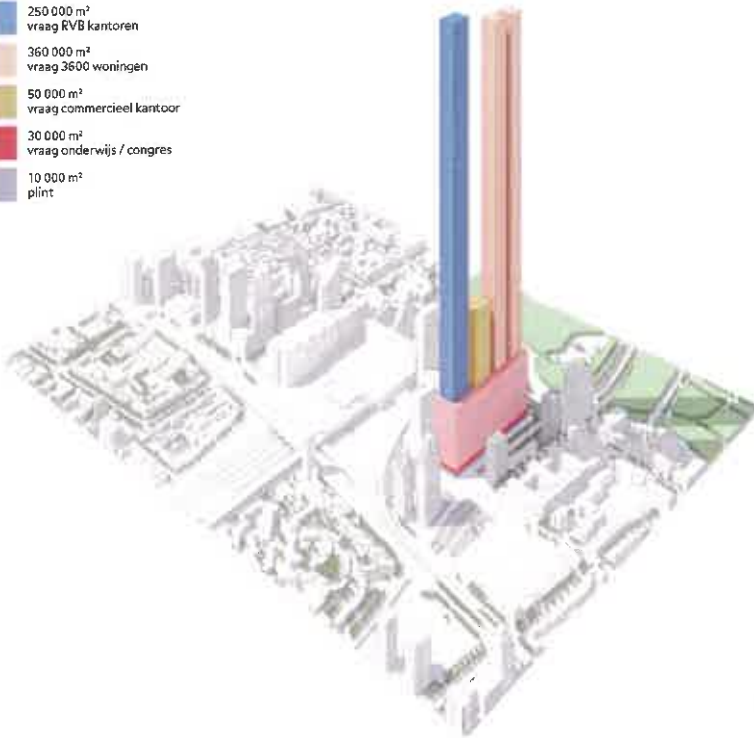 250 000 m²
vraag RVB kantoren
360 000 m²
vraag 3600 woningen
50 000 m²
vraag commercieel kantoor
30 000 m²
vraag onderwijs / congres
10 000 m²
plint